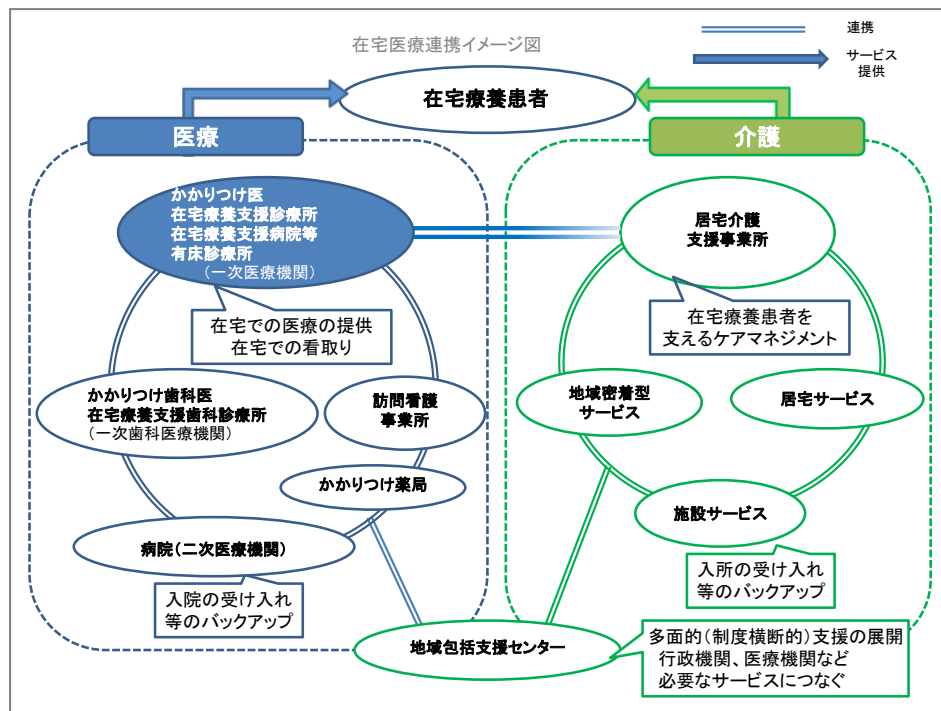 在宅医療連携イメージ図
連携
サービス
提供
在宅療養患者
医療
介護
かかりつけ医
在宅療養支援診療所
在宅療養支援病院等
有床診療所
(一次医療機関)
居宅介護
支援事業所
在宅での医療の提供
在宅での看取り
在宅療養患者を
支えるケアマネジメント
かかりつけ歯科医
在宅療養支援歯科診療所
(一次歯科医療機関)
訪問看護
事業所
地域密着型
サービス
居宅サービス
かかりつけ薬局
施設サービス
病院(二次医療機関)
入院の受け入れ
等のバックアップ
入所の受け入れ
等のバックアップ
地域包括支援センター
多面的(制度横断的)支援の展開
行政機関、医療機関など
必要なサービスにつなぐ